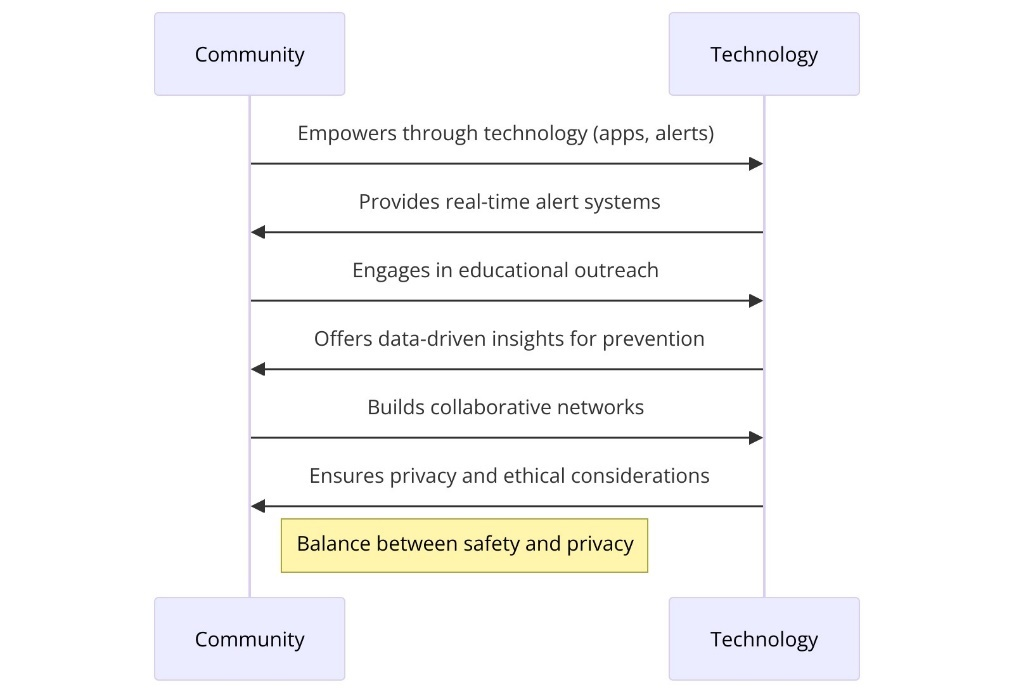 Community
Technology
Empowers through technology (apps, alerts)
Provides real-time alert systems
Engages in educational outreach
Offers data-driven insights for prevention
Builds collaborative networks
Ensures privacy and ethical considerations
Balance between safety and privacy
Community
Technology